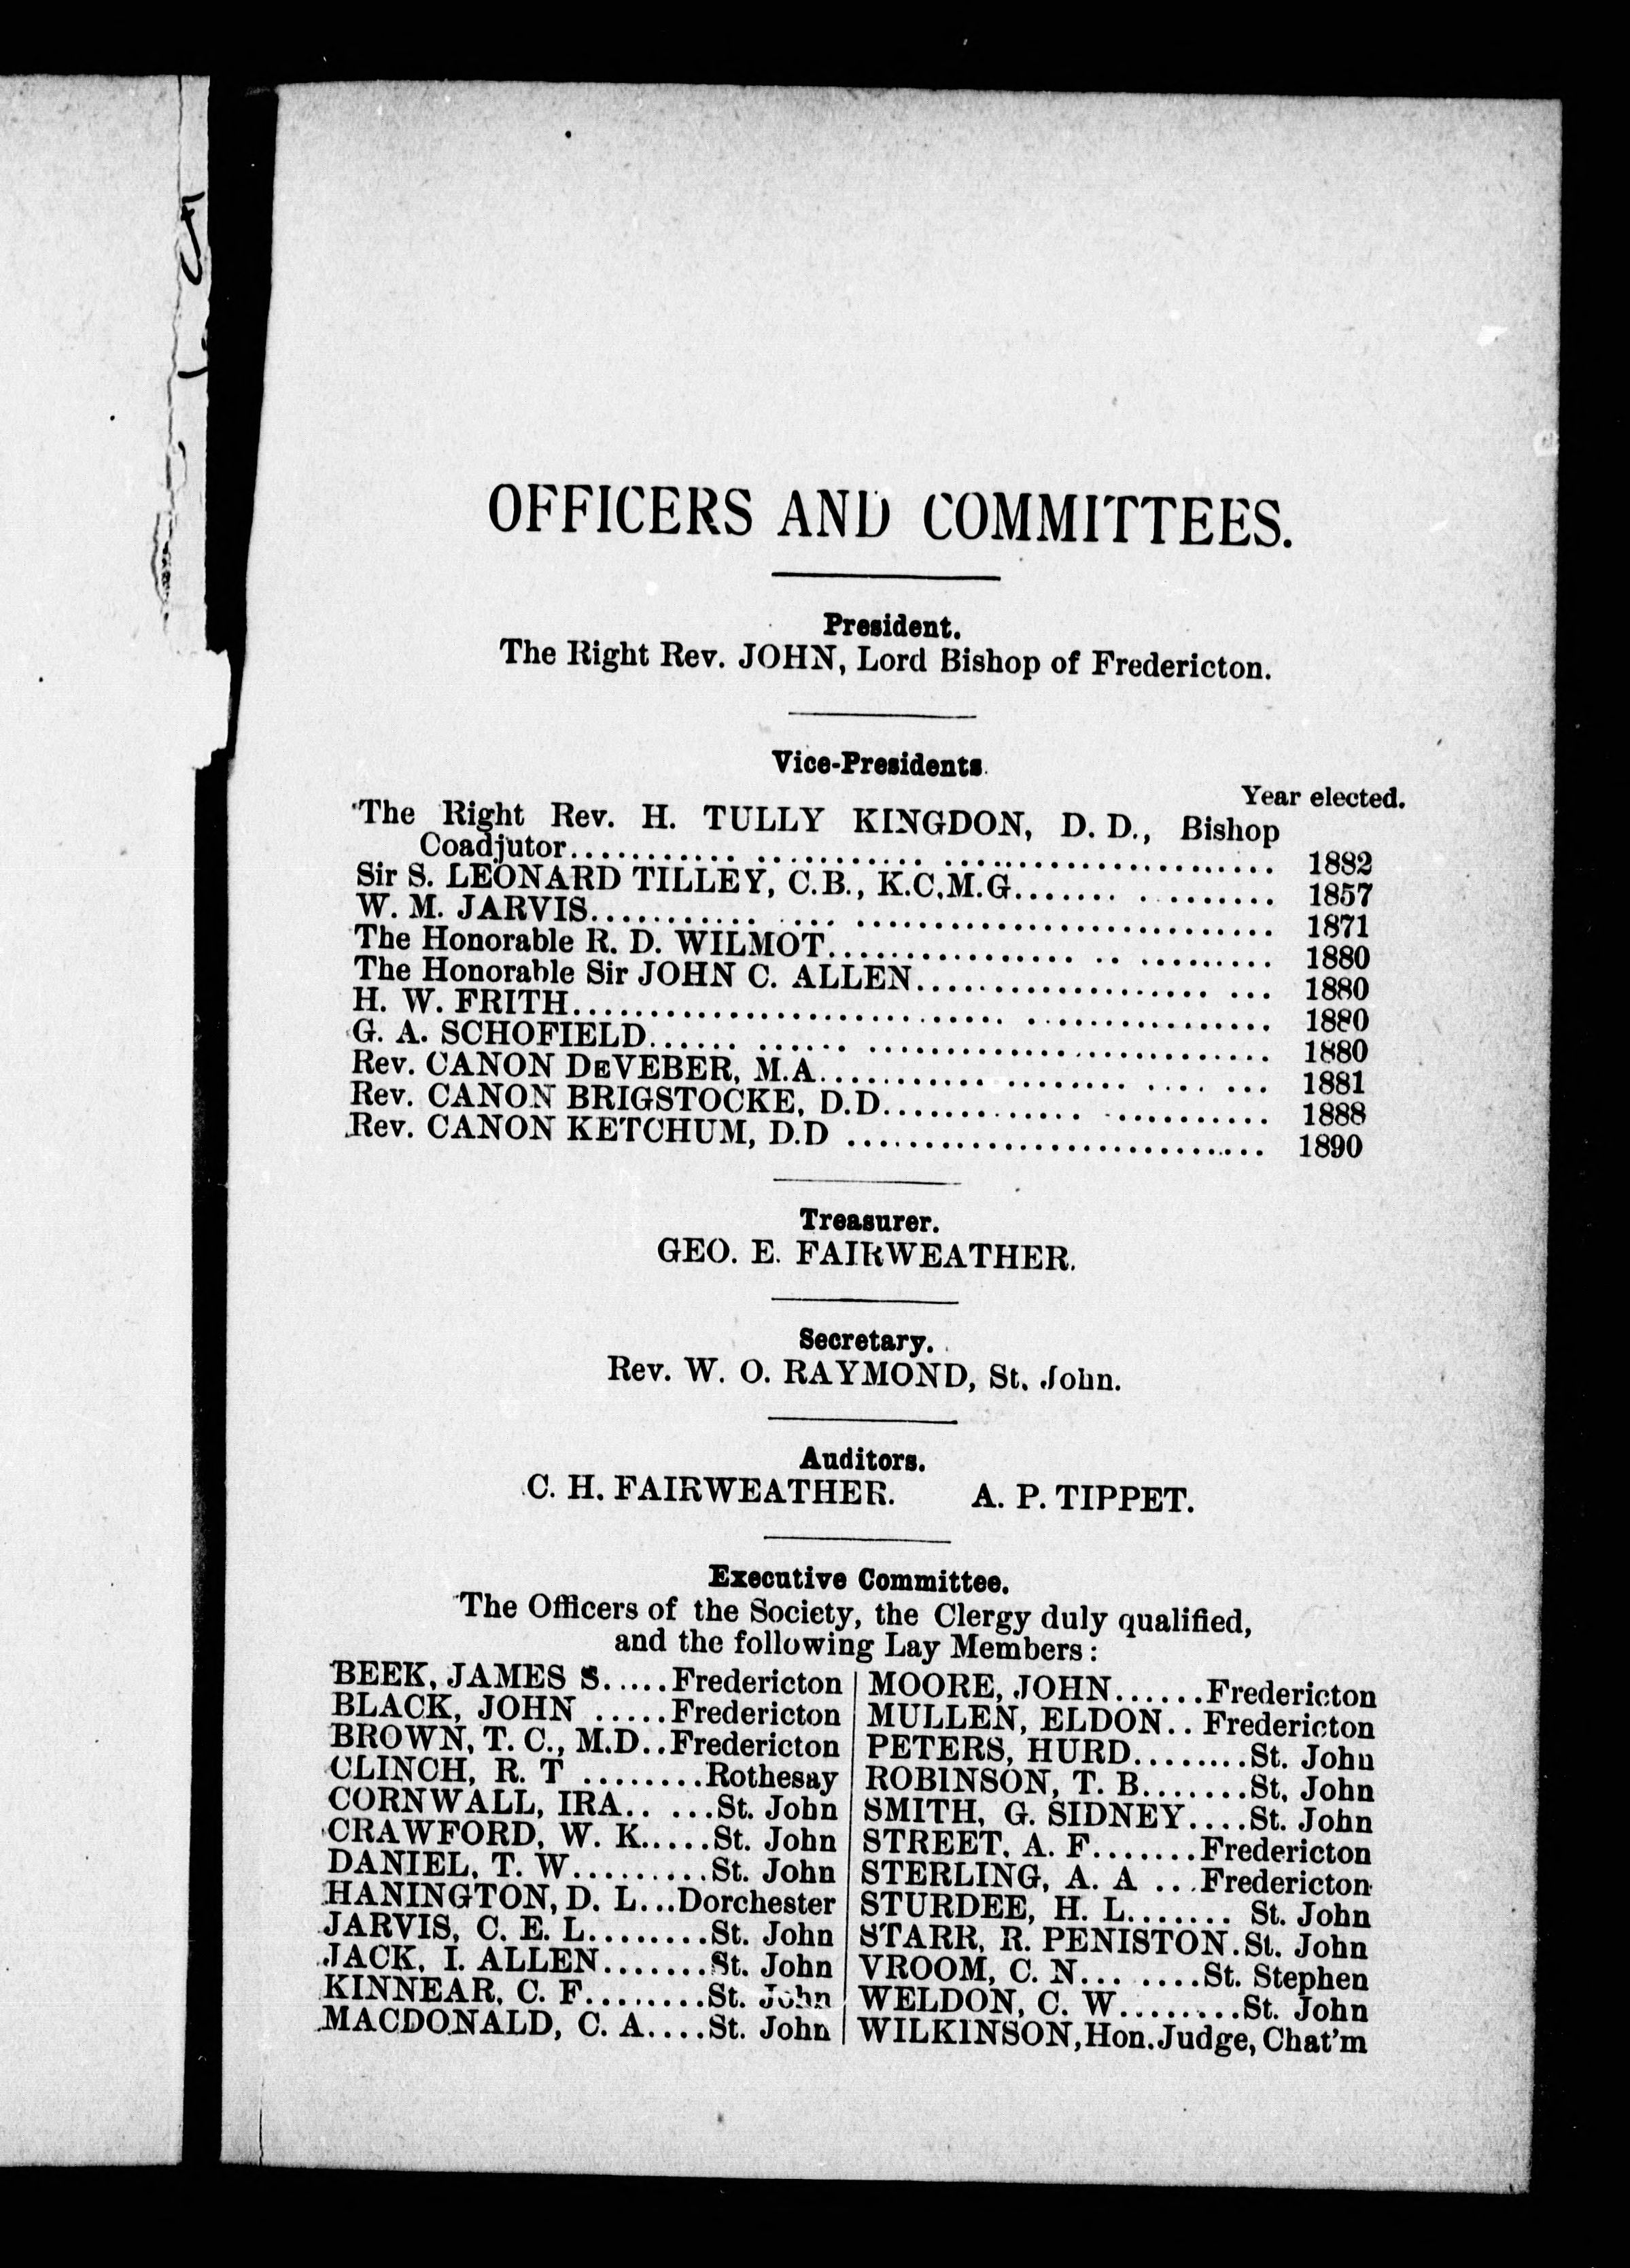 OFFICERS AND COMMITTEES.
President.
The Right Rev. JOHN, Lord Bishop of Fredericton.
Vice-Presidents.
Year elected.
The Right Rev. H. TULLY KINGDON, D. D., Bishop
Coadjutor........................................ 1882
Sir S. LEONARD TILLEY, C.B., K.C.M.G................ 1857
W. M. JARVIS........................................ 1871
The Honorable R. D. WILMOT.......................... 1880
The Honorable Sir JOHN C. ALLEN..................... 1880
H. W. FRITH......................................... 1880
G. A. SCHOFIELD..................................... 1880
Rev. CANON DEVEBER, M.A............................. 1881
Rev. CANON BRIGSTOCKE, D.D.......................... 1888
Rev. CANON KETCHUM, D.D ............................ 1890
Treasurer.
GEO. E. FAIRWEATHER.
Secretary.
Rev. W. O. RAYMOND, St. John.
Auditors.
C. H. FAIRWEATHER. A. P. TIPPET.
Executive Committee.
The Officers of the Society, the Clergy duly qualified,
and the following Lay Members:
BEEK, JAMES S.....Fredericton
BLACK, JOHN .....Fredericton
BROWN, T. C., M.D..Fredericton
CLINCH, R. T ........Rothesay
CORNWALL, IRA.. ...St. John
CRAWFORD, W. K.....St. John
DANIEL, T. W.........St. John
HANINGTON, D. L...Dorchester
JARVIS, C. E. L........St. John
JACK, I. ALLEN.......St. John
KINNEAR, C. F........St. John
MACDONALD, C. A....St. John
MOORE, JOHN......Fredericton
MULLEN, ELDON..Fredericton
PETERS, HURD........St. John
ROBINSON, T. B.......St. John
SMITH, G. SIDNEY....St. John
STREET, A. F.......Fredericton
STERLING, A. A ...Fredericton
STURDEE, H. L....... St. John
STARR, R. PENISTON.St. John
VROOM, C. N... ....St. Stephen
WELDON, C. W........St. John
WILKINSON, Hon. Judge, Chat'm